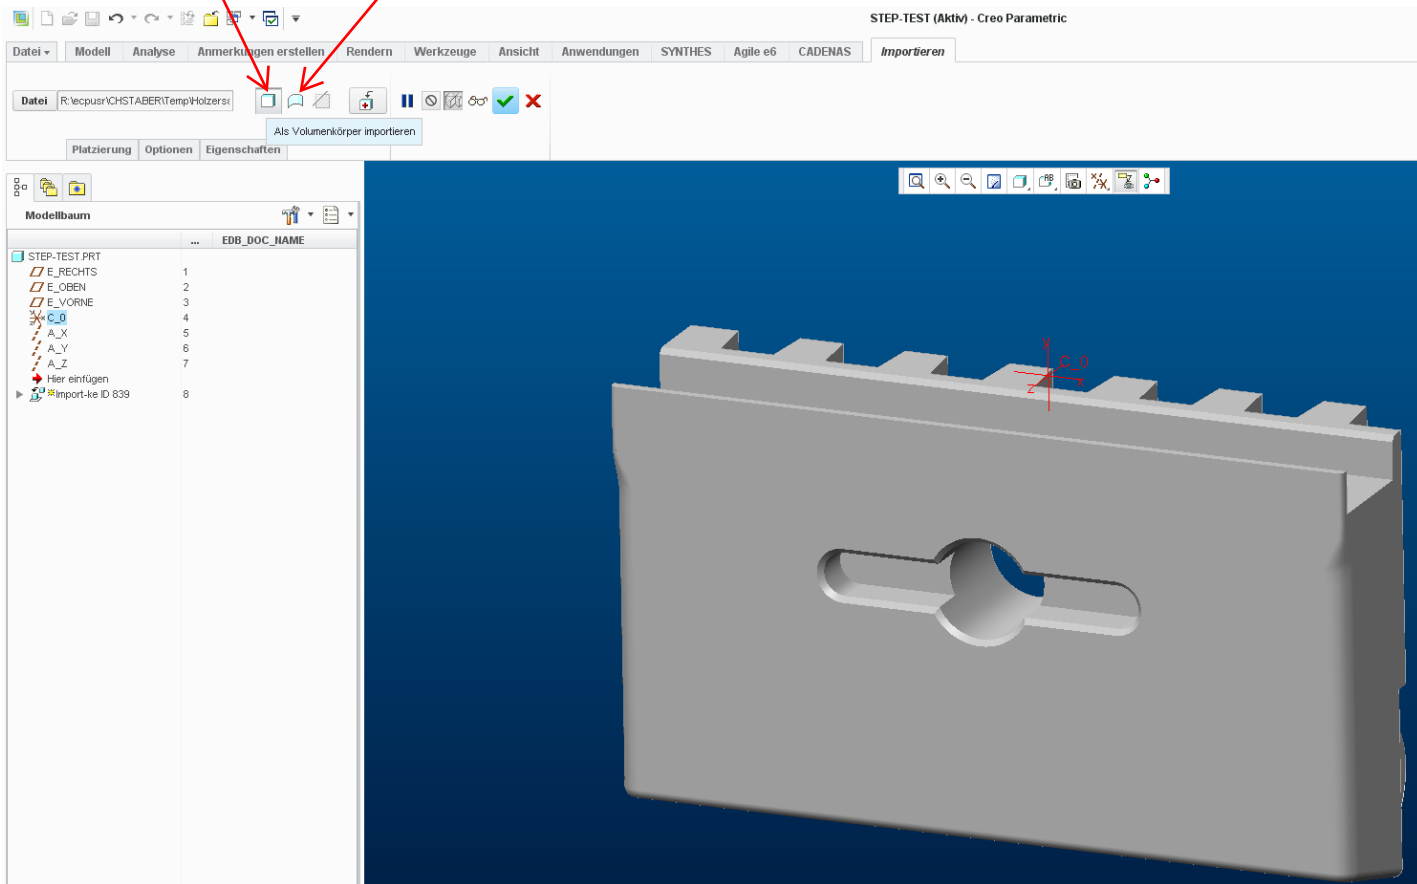 STEP-TEST (Aktiv) - Creo Parametric
Datei Modell Analyse Anmerkungen erstellen Rendern Werkzeuge Ansicht Anwendungen SYNTHES Agile e6 CADENAS Importieren
Datei R:\ecpusr\CHSTABER\Temp\Holzers
Als Volumenkörper importieren
Platzierung Optionen Eigenschaften
Modellbaum
... EDB_DOC_NAME
STEP-TEST.PRT
E_RECHTS 1
E_OBEN 2
E_VORNE 3
C_0 4
A_X 5
A_Y 6
A_Z 7
Hier einfügen
Import-ke ID 839 8
Y
C_0
X
Z